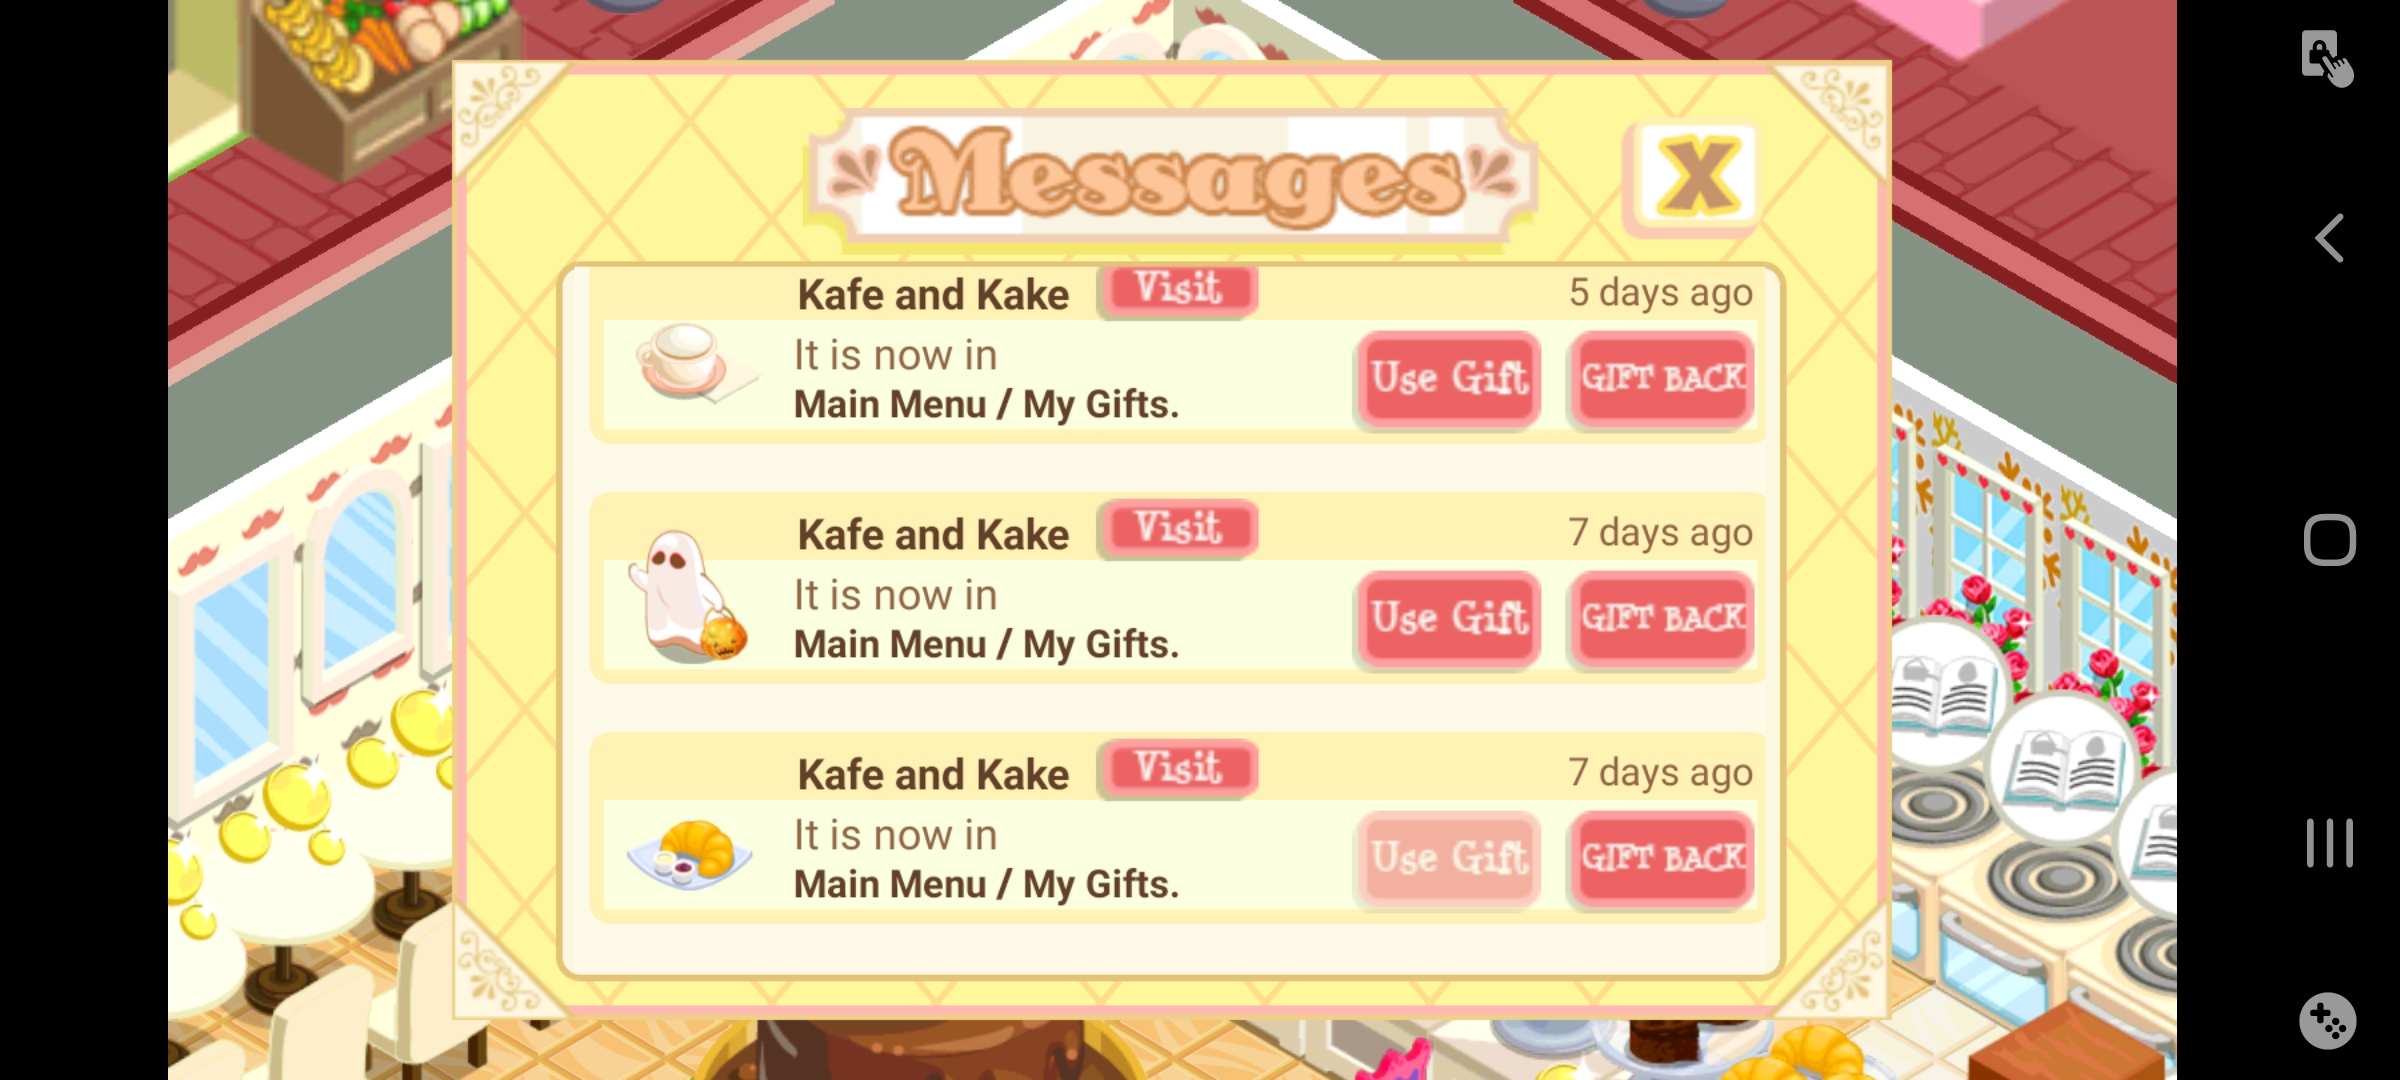 Messages
X
Kafe and Kake Visit 5 days ago
It is now in
Main Menu / My Gifts.
Use Gift GIFT BACK
Kafe and Kake Visit 7 days ago
It is now in
Main Menu / My Gifts.
Use Gift GIFT BACK
Kafe and Kake Visit 7 days ago
It is now in
Main Menu / My Gifts.
Use Gift GIFT BACK